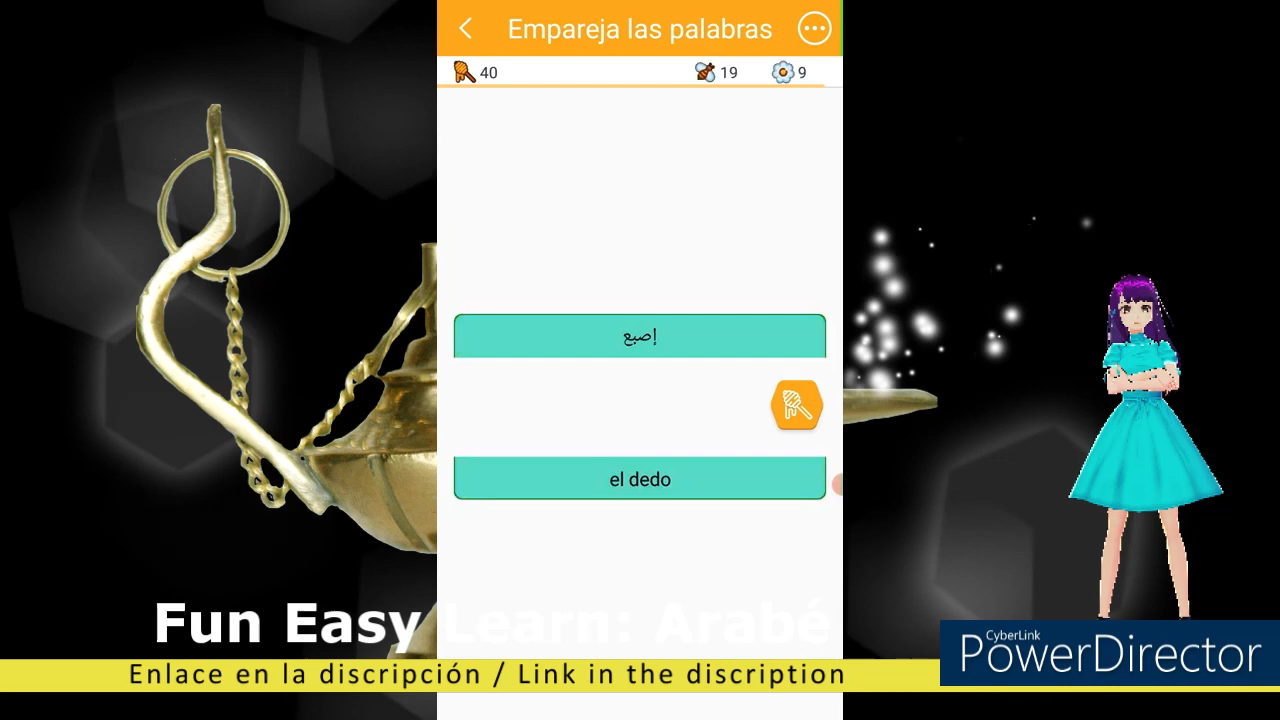 Empareja las palabras
40 19 9
إصبع
el dedo
Fun Easy Learn: Arabé
CyberLink
PowerDirector
Enlace en la discripción / Link in the discription